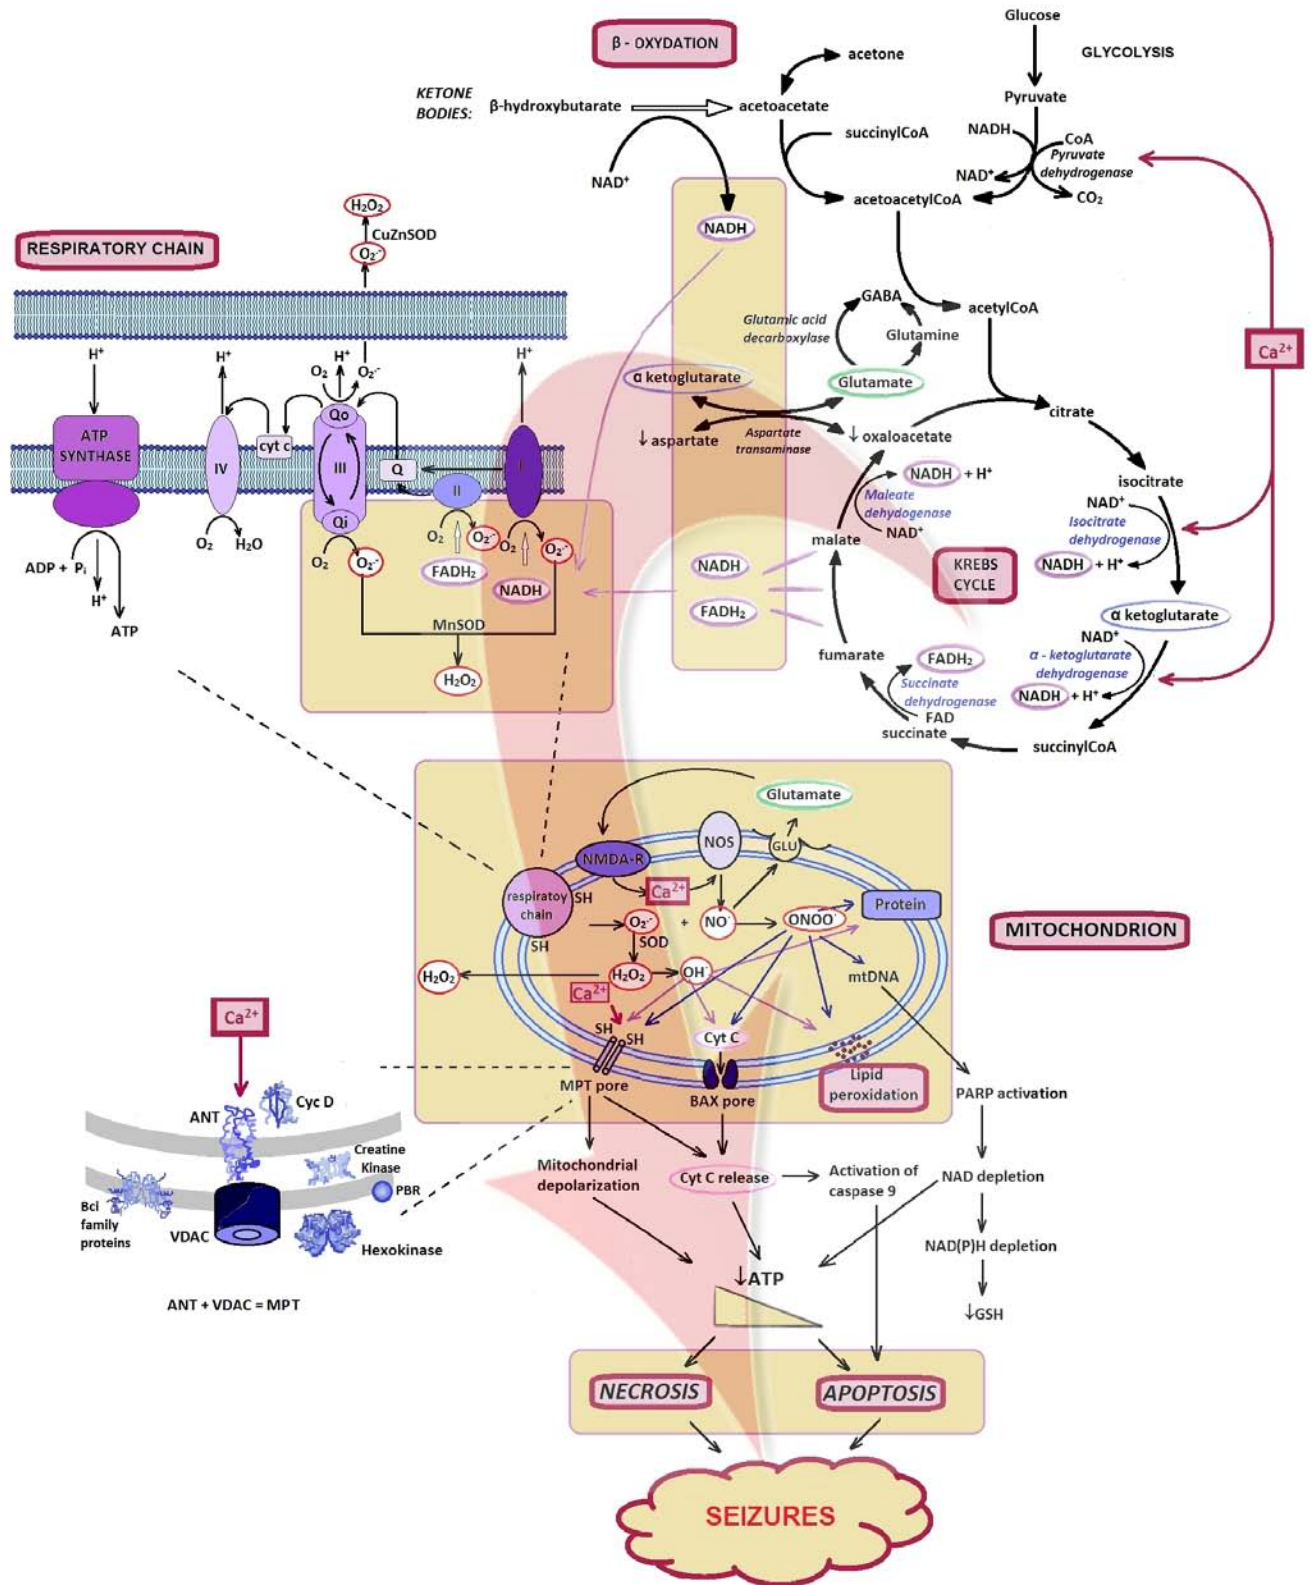 Glucose
β - OXYDATION
GLYCOLYSIS
acetone
KETONE
BODIES:
β-hydroxybutarate
acetoacetate
Pyruvate
NADH
CoA
succinylCoA
Pyruvate
dehydrogenase
NAD⁺
NAD⁺
CO₂
acetoacetylCoA
H₂O₂
CuZnSOD
O₂·⁻
NADH
RESPIRATORY CHAIN
GABA
acetylCoA
Glutamic acid
decarboxylase
Glutamine
Ca²⁺
H⁺
H⁺
O₂
H⁺
O₂·⁻
H⁺
α ketoglutarate
Glutamate
citrate
Qo
ATP
SYNTHASE
cyt c
↓ aspartate
Aspartate
transaminase
↓ oxaloacetate
IV
III
Q
I
II
NADH + H⁺
isocitrate
Maleate
dehydogenase
NAD⁺
NAD⁺
Isocitrate
dehydrogenase
Qi
O₂
H₂O
O₂
O₂·⁻
O₂
O₂·⁻
O₂
O₂·⁻
malate
ADP + Pᵢ
H⁺
ATP
FADH₂
NADH
NADH
FADH₂
KREBS
CYCLE
NADH + H⁺
α ketoglutarate
MnSOD
H₂O₂
NAD⁺
fumarate
FADH₂
α - ketoglutarate
dehydrogenase
Succinate
dehydrogenase
NADH + H⁺
FAD
succinate
succinylCoA
Glutamate
NMDA-R
NOS
GLU
respiratoy
chain
SH
SH
Ca²⁺
Protein
O₂·⁻
+
NO·
ONOO·
SOD
MITOCHONDRION
H₂O₂
H₂O₂
OH·
mtDNA
Ca²⁺
SH
SH
Cyt C
Ca²⁺
MPT pore
BAX pore
Lipid
peroxidation
PARP activation
ANT
Cyc D
Creatine
Kinase
PBR
Bcl
family
proteins
VDAC
Hexokinase
Mitochondrial
depolarization
Cyt C release
Activation of
caspase 9
NAD depletion
NAD(P)H depletion
↓ATP
↓GSH
ANT + VDAC = MPT
NECROSIS
APOPTOSIS
SEIZURES